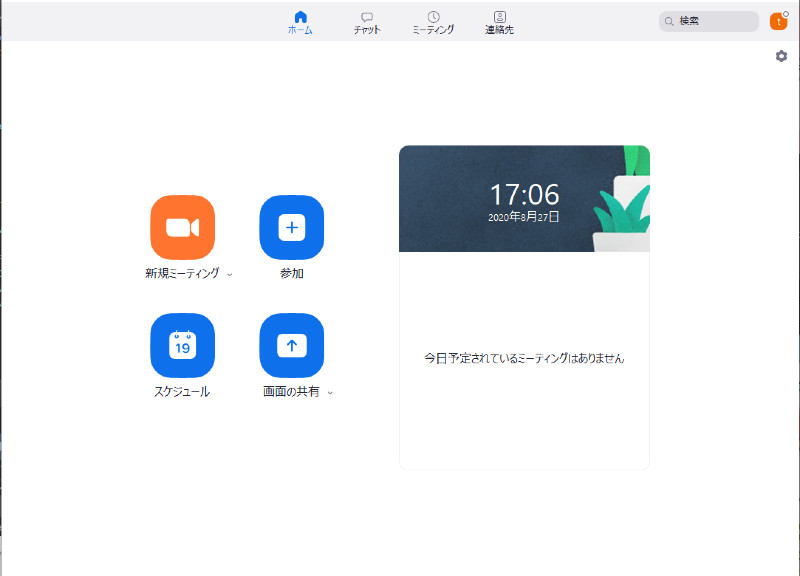 ホーム
チャット
ミーティング
連絡先
検索
t
17:06
2020年8月27日
新規ミーティング
参加
19
スケジュール
画面の共有
今日予定されているミーティングはありません